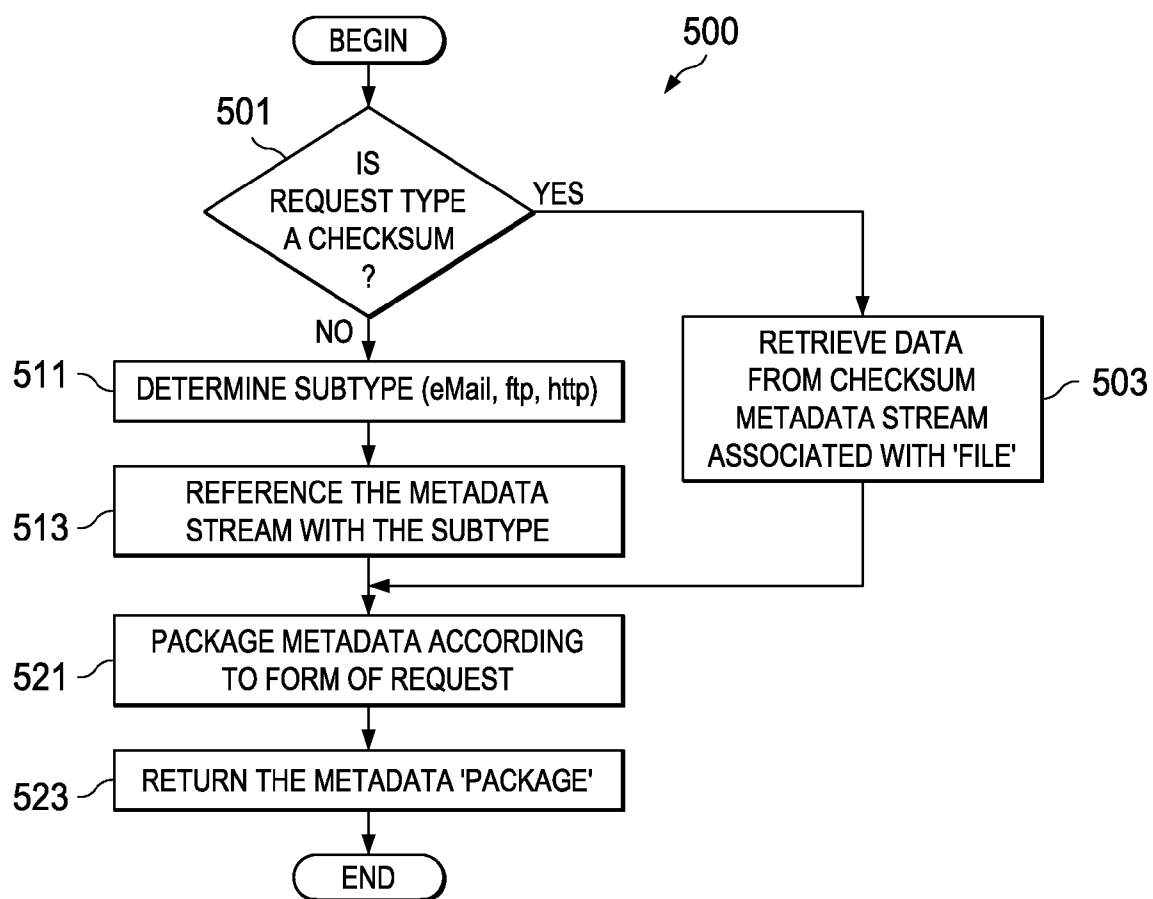 BEGIN
500
501
IS
REQUEST TYPE
A CHECKSUM
?
YES
NO
511
DETERMINE SUBTYPE (eMail, ftp, http)
RETRIEVE DATA
FROM CHECKSUM
METADATA STREAM
ASSOCIATED WITH 'FILE'
503
513
REFERENCE THE METADATA
STREAM WITH THE SUBTYPE
521
PACKAGE METADATA ACCORDING
TO FORM OF REQUEST
523
RETURN THE METADATA 'PACKAGE'
END